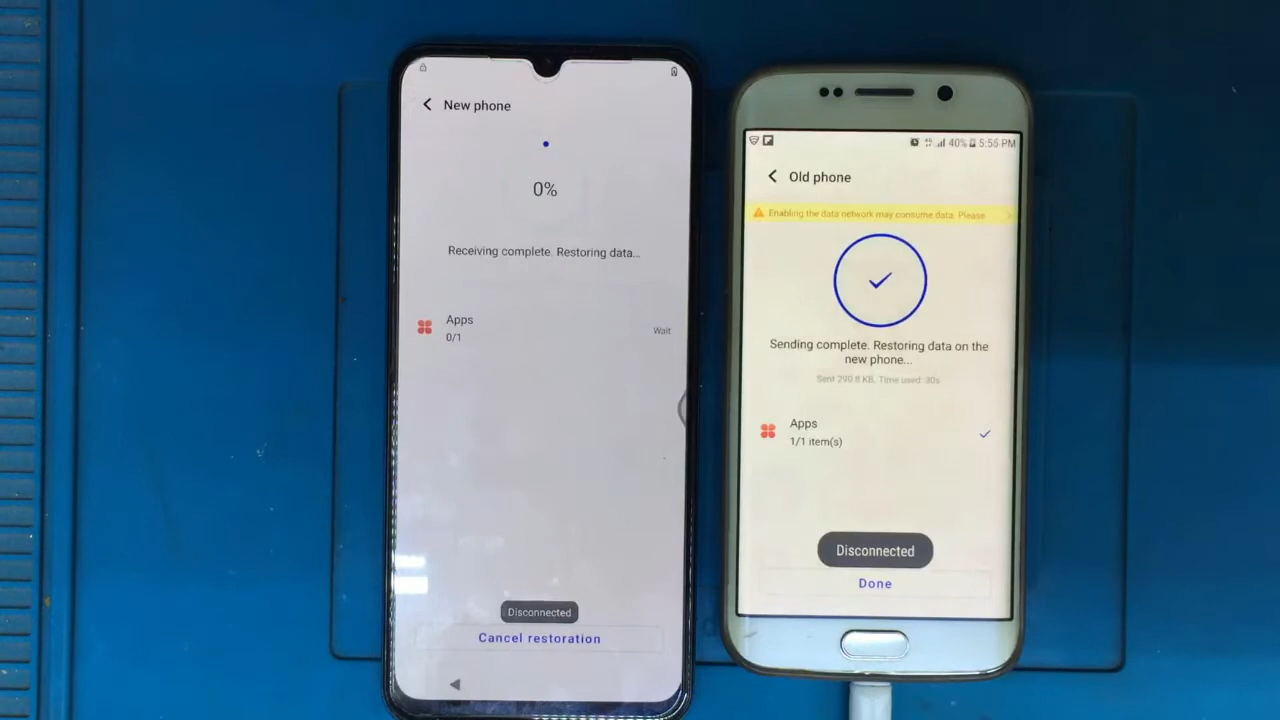 New phone
0%
Receiving complete. Restoring data...
Apps
0/1
Wait
Disconnected
Cancel restoration
40% 5:55 PM
Old phone
Enabling the data network may consume data. Please
Sending complete. Restoring data on the
new phone...
Sent 290.8 KB, Time used: 30s
Apps
1/1 item(s)
Disconnected
Done